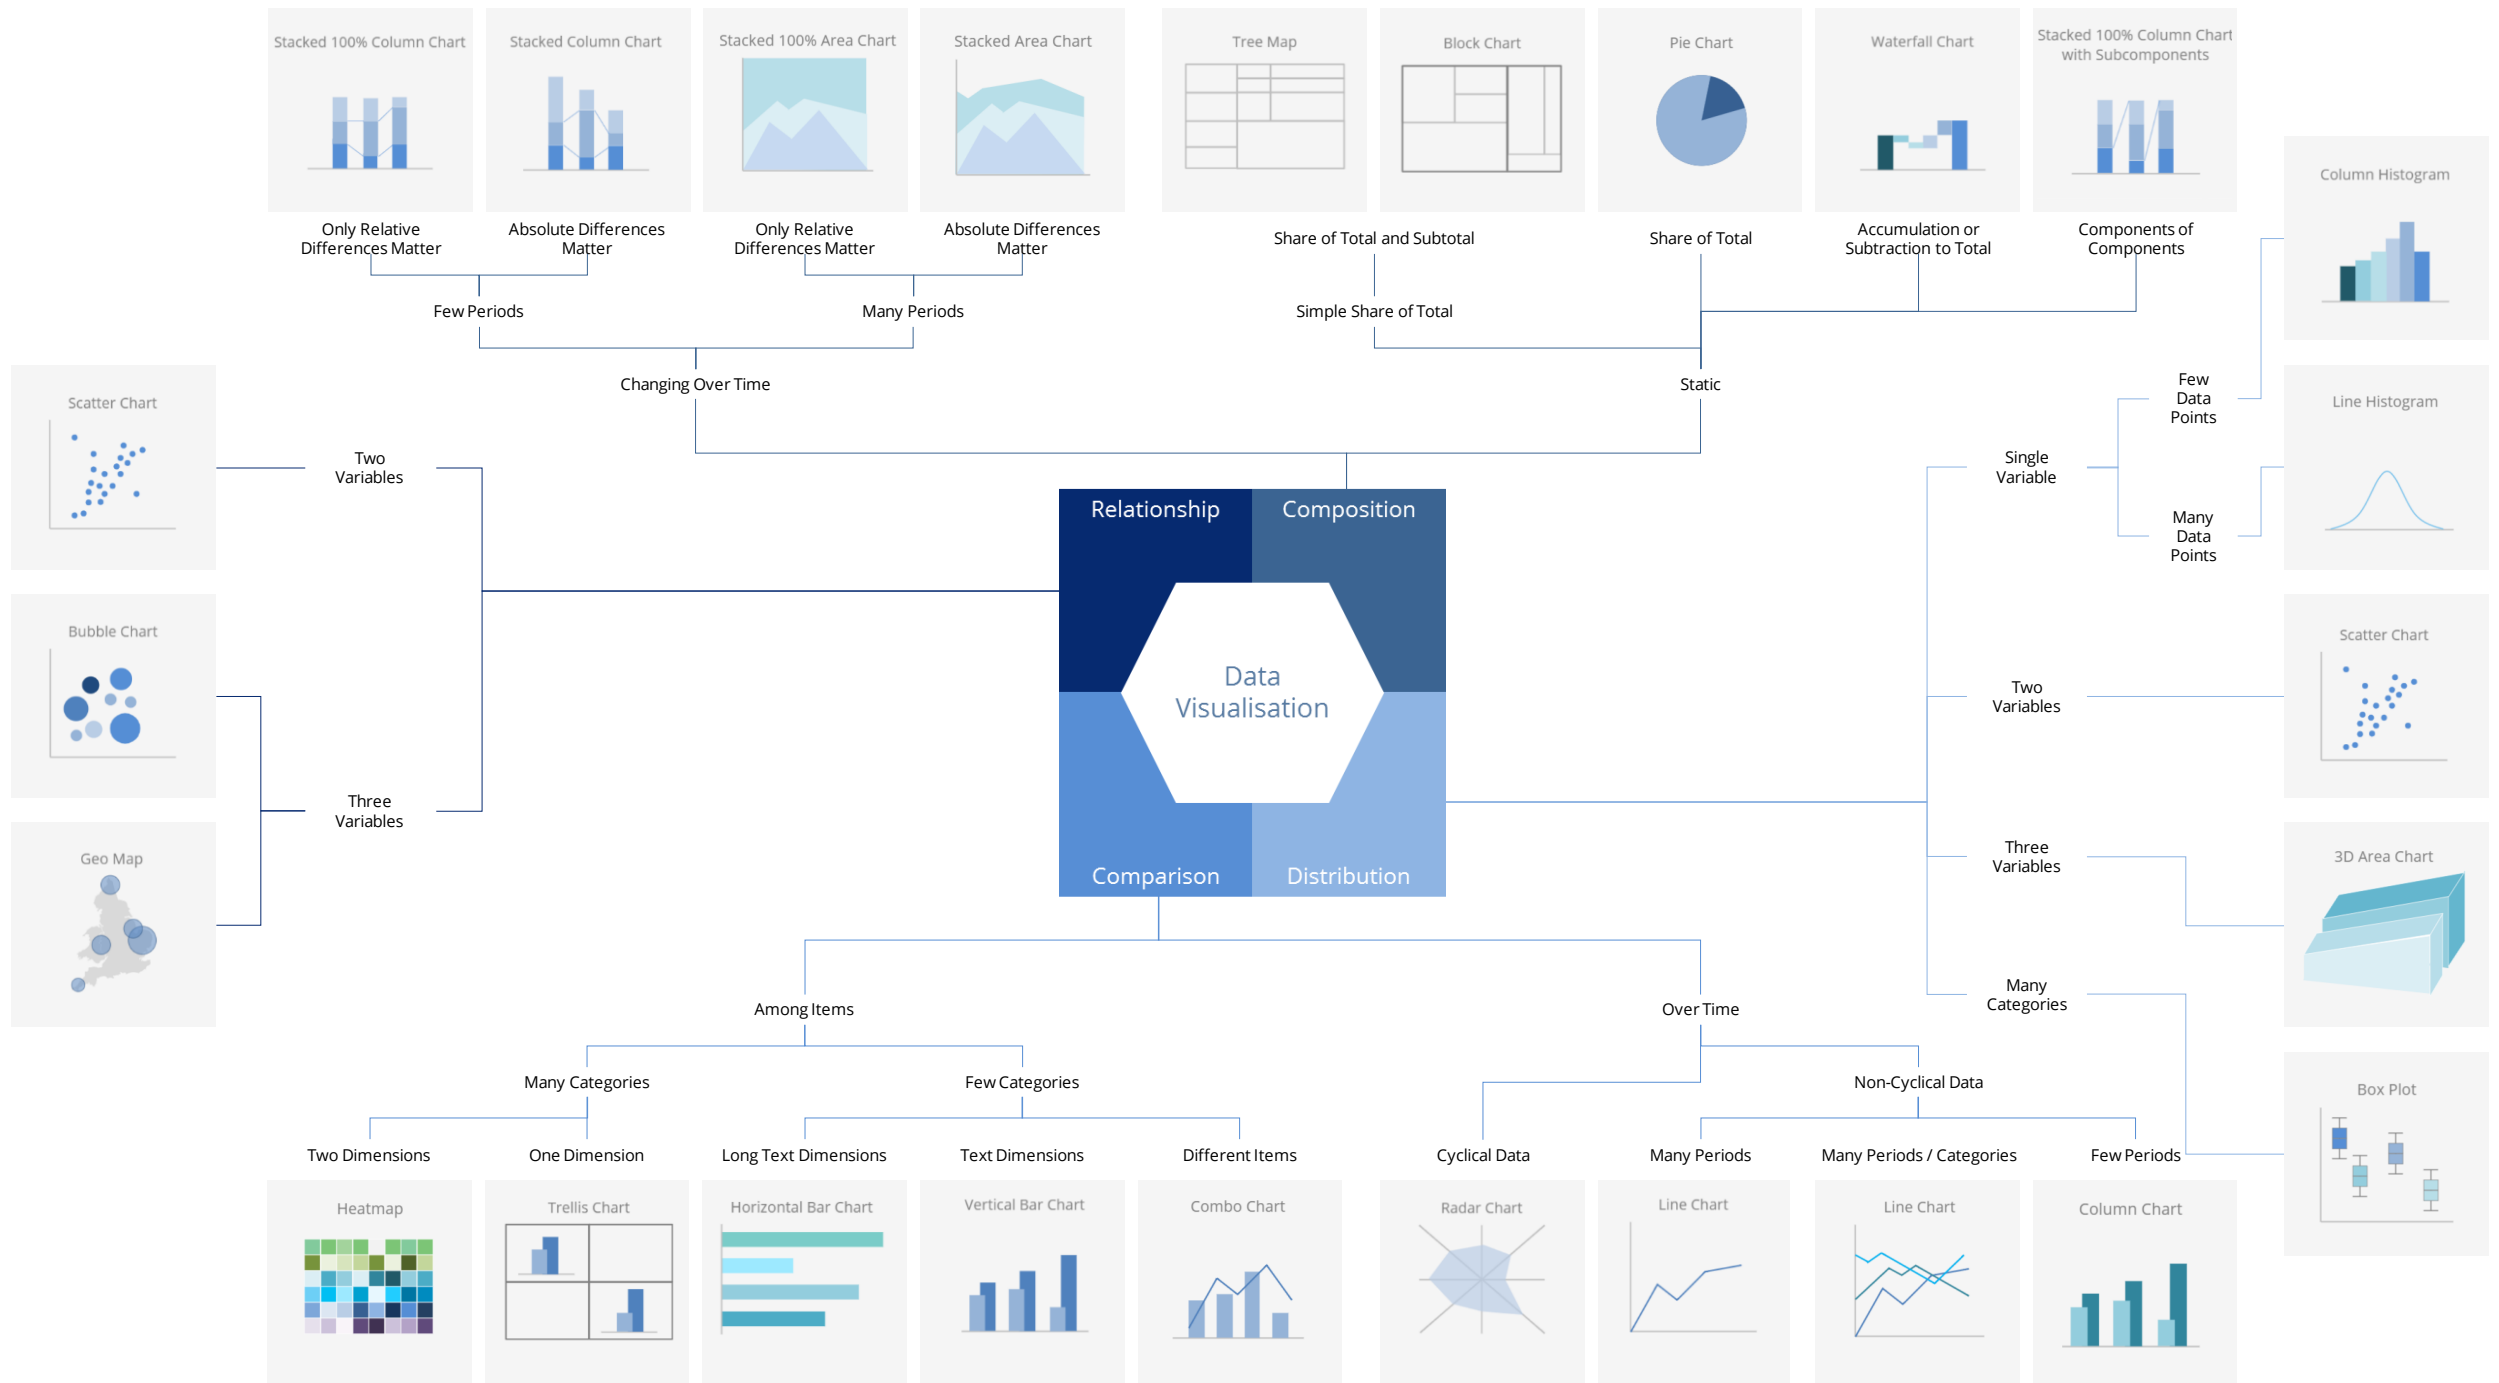 Stacked 100% Column Chart
Stacked Column Chart
Stacked 100% Area Chart
Stacked Area Chart
Tree Map
Block Chart
Pie Chart
Waterfall Chart
Stacked 100% Column Chart
with Subcomponents
Only Relative
Differences Matter
Absolute Differences
Matter
Only Relative
Differences Matter
Absolute Differences
Matter
Share of Total and Subtotal
Share of Total
Accumulation or
Subtraction to Total
Components of
Components
Few Periods
Many Periods
Simple Share of Total
Changing Over Time
Static
Column Histogram
Few
Data
Points
Line Histogram
Single
Variable
Many
Data
Points
Scatter Chart
Two
Variables
Relationship
Composition
Bubble Chart
Data
Visualisation
Two
Variables
Scatter Chart
Three
Variables
Geo Map
Comparison
Distribution
Three
Variables
3D Area Chart
Many
Categories
Among Items
Over Time
Many Categories
Few Categories
Non-Cyclical Data
Box Plot
Two Dimensions
One Dimension
Long Text Dimensions
Text Dimensions
Different Items
Cyclical Data
Many Periods
Many Periods / Categories
Few Periods
Heatmap
Trellis Chart
Horizontal Bar Chart
Vertical Bar Chart
Combo Chart
Radar Chart
Line Chart
Line Chart
Column Chart